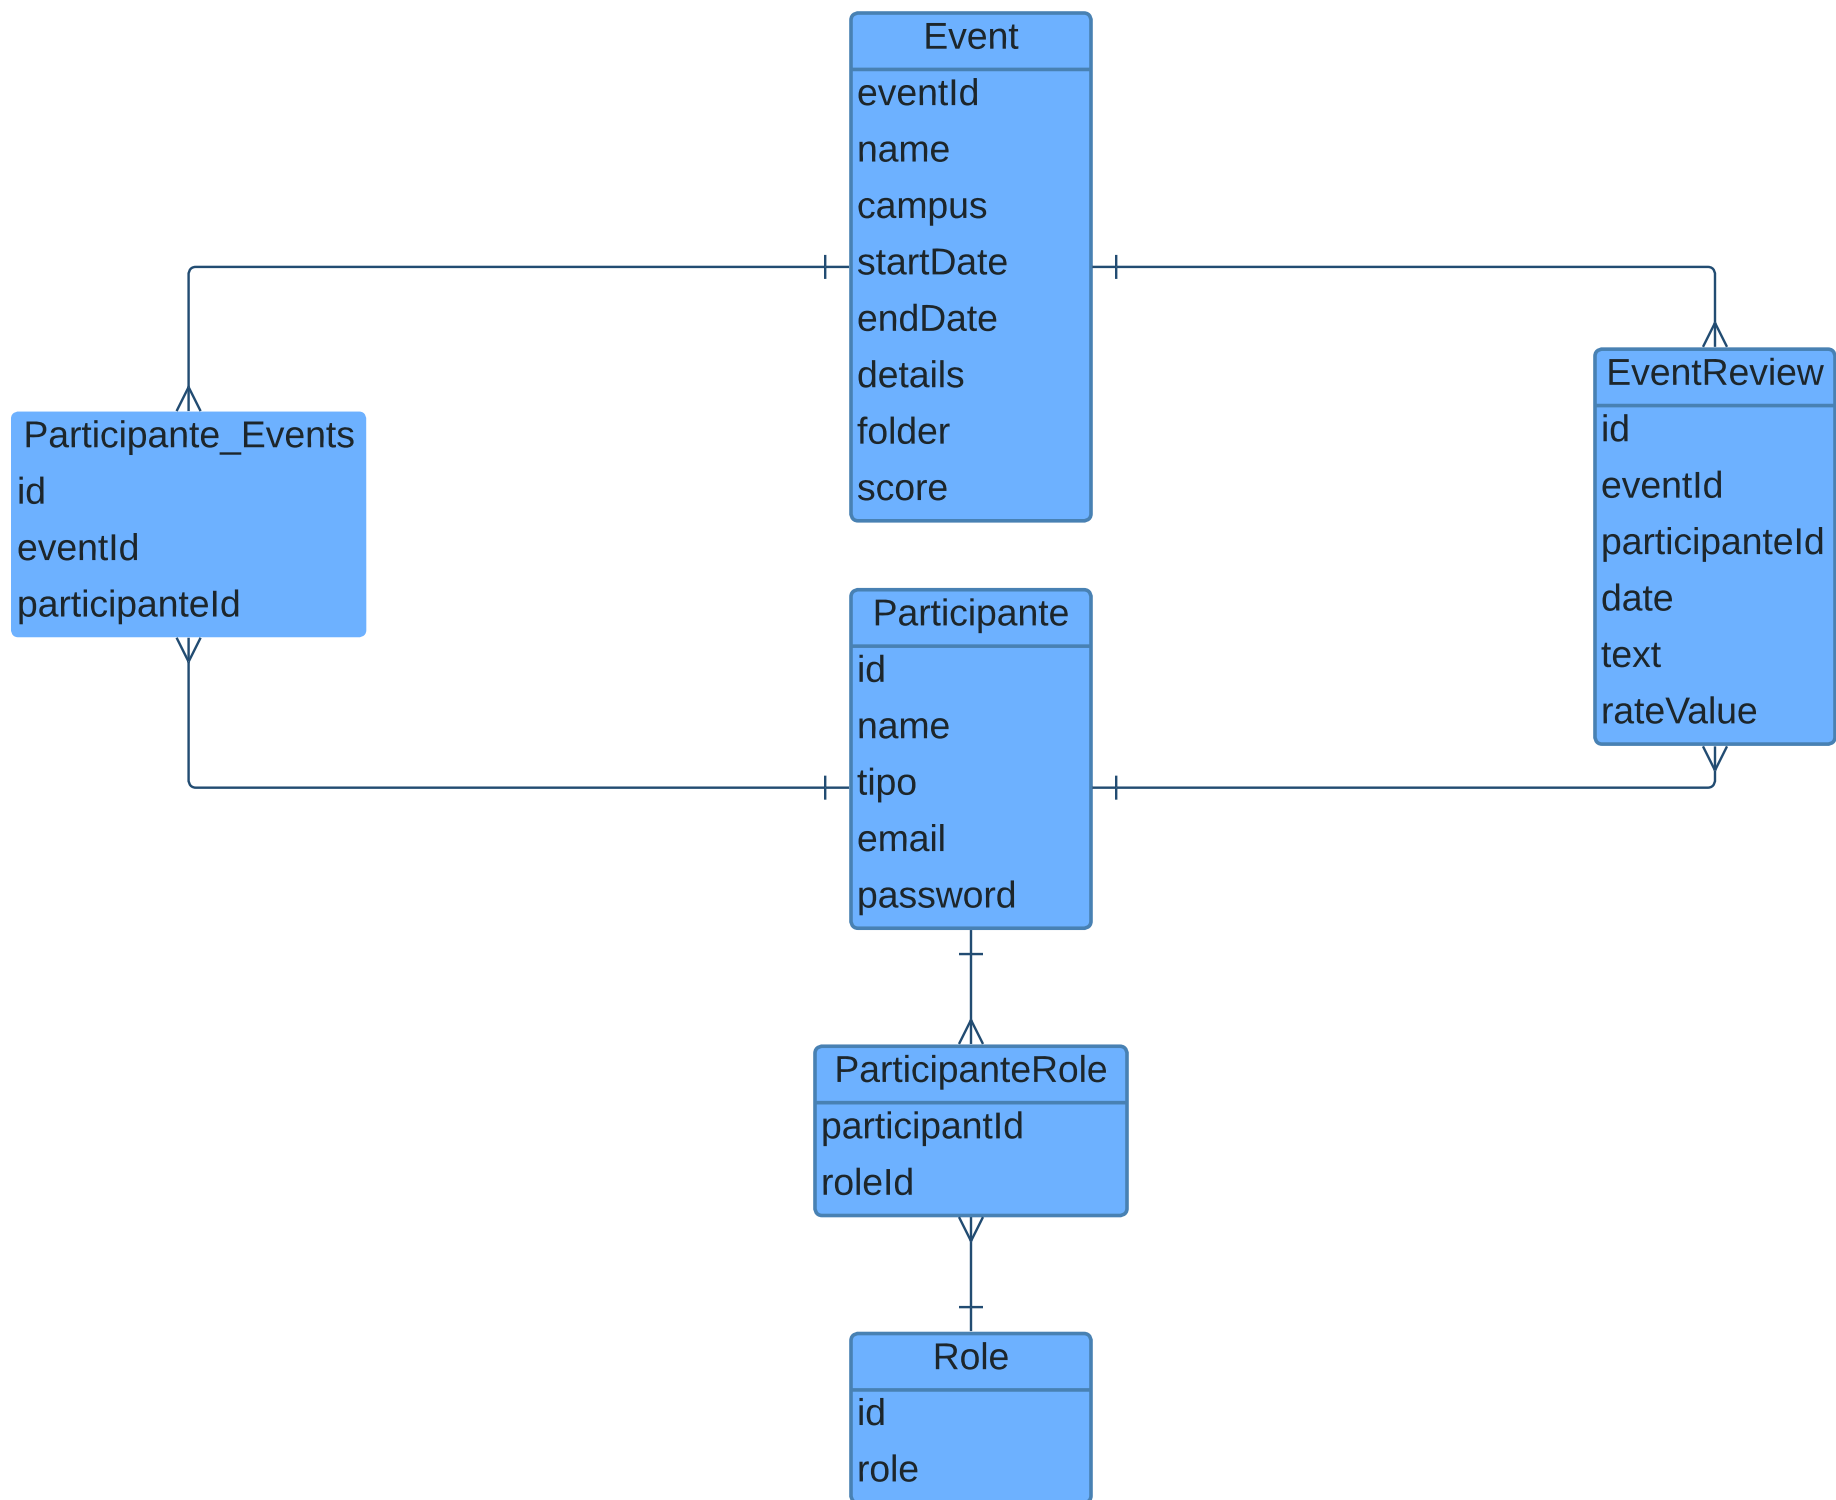 Event
eventId
name
campus
startDate
endDate
details
folder
score
Participante_Events
id
eventId
participanteId
EventReview
id
eventId
participanteId
date
text
rateValue
Participante
id
name
tipo
email
password
ParticipanteRole
participantId
roleId
Role
id
role